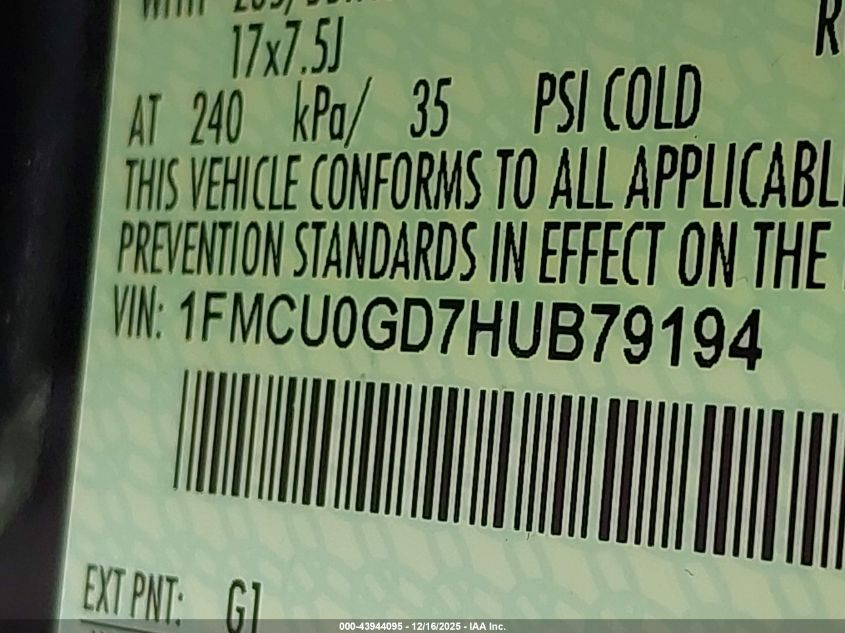 17x7.5J
R
AT 240 kPa/ 35 PSI COLD
THIS VEHICLE CONFORMS TO ALL
PREVENTION STANDARDS IN EFFECT ON THE
VIN: 1FMCU0GD7HUB79194
EXT PNT: G1
000-43944095 - 12/16/2025 - IAA Inc.